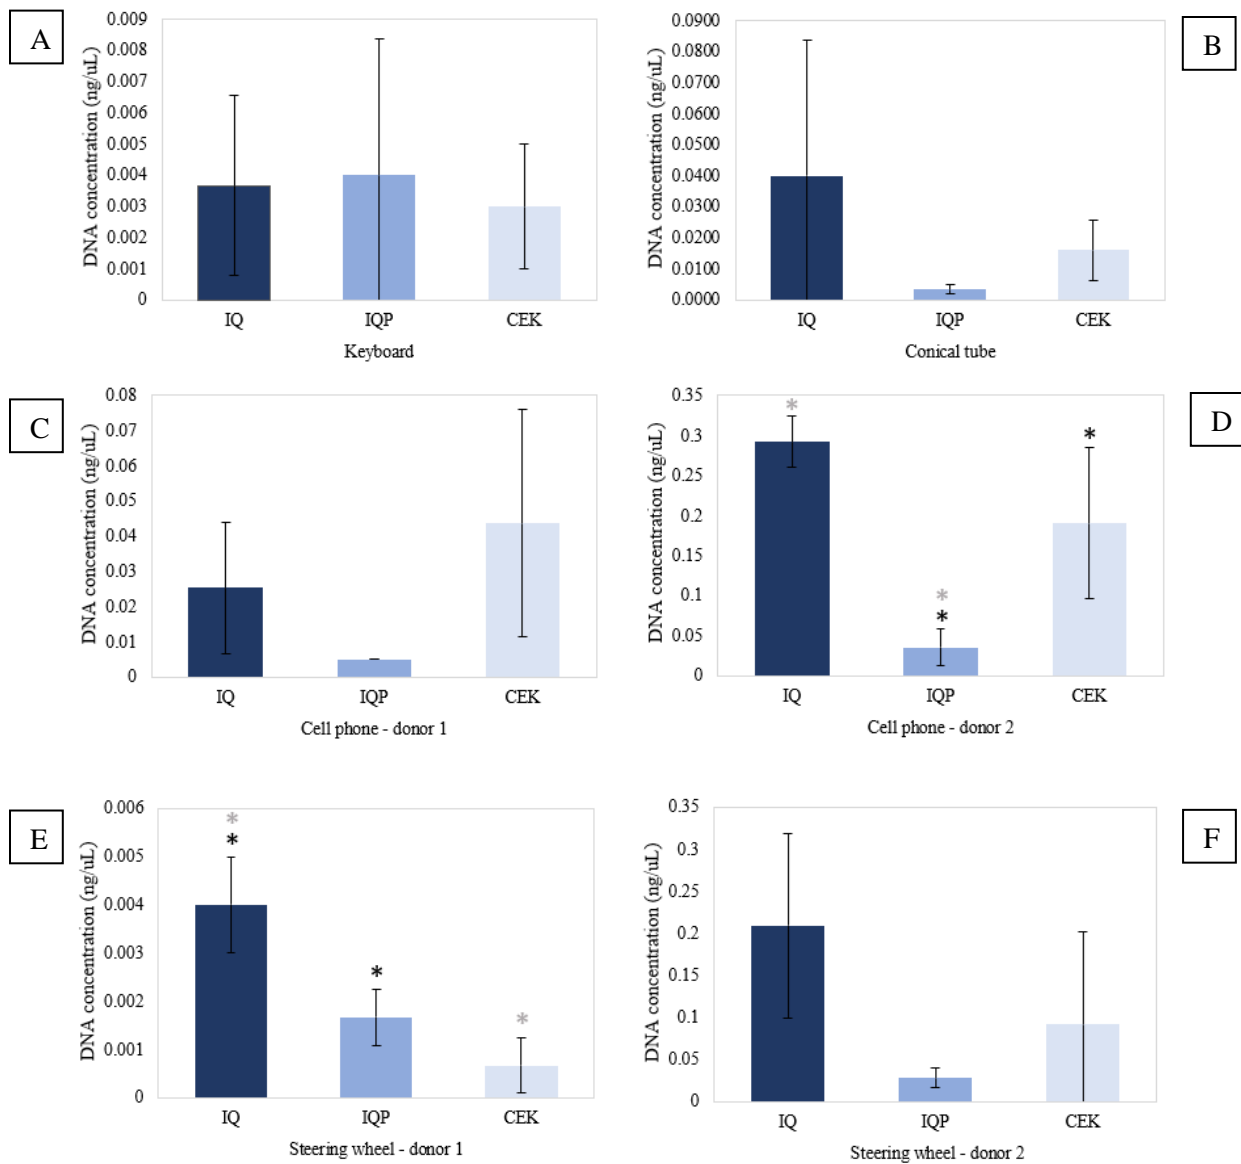 A
DNA concentration (ng/uL)
0.009
0.008
0.007
0.006
0.005
0.004
0.003
0.002
0.001
0
IQ IQP CEK
Keyboard
B
DNA concentration (ng/uL)
0.0900
0.0800
0.0700
0.0600
0.0500
0.0400
0.0300
0.0200
0.0100
0.0000
IQ IQP CEK
Conical tube
C
DNA concentration (ng/uL)
0.08
0.07
0.06
0.05
0.04
0.03
0.02
0.01
0
IQ IQP CEK
Cell phone - donor 1
D
DNA concentration (ng/uL)
0.35
0.3
0.25
0.2
0.15
0.1
0.05
0
*
*
*
*
IQ IQP CEK
Cell phone - donor 2
E
DNA concentration (ng/uL)
0.006
0.005
0.004
0.003
0.002
0.001
0
*
*
*
*
IQ IQP CEK
Steering wheel - donor 1
F
DNA concentration (ng/uL)
0.35
0.3
0.25
0.2
0.15
0.1
0.05
0
IQ IQP CEK
Steering wheel - donor 2